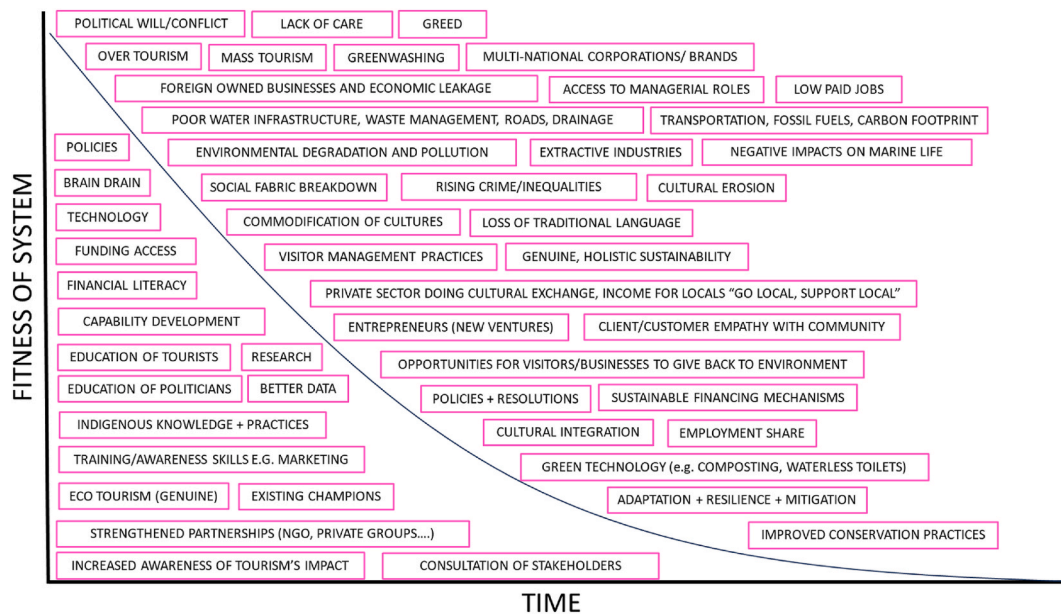 POLITICAL WILL/CONFLICT
LACK OF CARE
GREED
OVER TOURISM
MASS TOURISM
GREENWASHING
MULTI-NATIONAL CORPORATIONS/ BRANDS
FOREIGN OWNED BUSINESSES AND ECONOMIC LEAKAGE
ACCESS TO MANAGERIAL ROLES
LOW PAID JOBS
POOR WATER INFRASTRUCTURE, WASTE MANAGEMENT, ROADS, DRAINAGE
TRANSPORTATION, FOSSIL FUELS, CARBON FOOTPRINT
POLICIES
ENVIRONMENTAL DEGRADATION AND POLLUTION
EXTRACTIVE INDUSTRIES
NEGATIVE IMPACTS ON MARINE LIFE
BRAIN DRAIN
SOCIAL FABRIC BREAKDOWN
RISING CRIME/INEQUALITIES
CULTURAL EROSION
TECHNOLOGY
COMMODIFICATION OF CULTURES
LOSS OF TRADITIONAL LANGUAGE
FUNDING ACCESS
VISITOR MANAGEMENT PRACTICES
GENUINE, HOLISTIC SUSTAINABILITY
FINANCIAL LITERACY
PRIVATE SECTOR DOING CULTURAL EXCHANGE, INCOME FOR LOCALS “GO LOCAL, SUPPORT LOCAL”
CAPABILITY DEVELOPMENT
ENTREPRENEURS (NEW VENTURES)
CLIENT/CUSTOMER EMPATHY WITH COMMUNITY
EDUCATION OF TOURISTS
RESEARCH
OPPORTUNITIES FOR VISITORS/BUSINESSES TO GIVE BACK TO ENVIRONMENT
EDUCATION OF POLITICIANS
BETTER DATA
POLICIES + RESOLUTIONS
SUSTAINABLE FINANCING MECHANISMS
INDIGENOUS KNOWLEDGE + PRACTICES
CULTURAL INTEGRATION
EMPLOYMENT SHARE
TRAINING/AWARENESS SKILLS E.G. MARKETING
GREEN TECHNOLOGY (e.g. COMPOSTING, WATERLESS TOILETS)
ECO TOURISM (GENUINE)
EXISTING CHAMPIONS
ADAPTATION + RESILIENCE + MITIGATION
STRENGTHENED PARTNERSHIPS (NGO, PRIVATE GROUPS....)
IMPROVED CONSERVATION PRACTICES
INCREASED AWARENESS OF TOURISM’S IMPACT
CONSULTATION OF STAKEHOLDERS
FITNESS OF SYSTEM
TIME